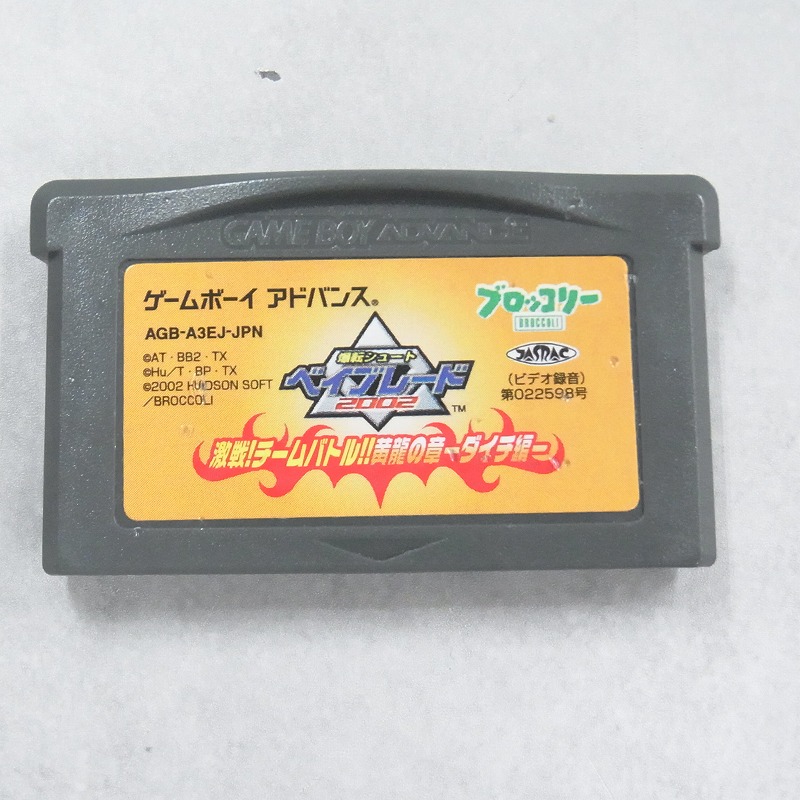 GAME BOY ADVANCE
ゲームボーイ アドバンス®
ブロッコリー
BROCCOLI
AGB-A3EJ-JPN
JASRAC
©AT・BB2・TX
©Hu/T・BP・TX
©2002 HUDSON SOFT
/BROCCOLI
(ビデオ録音)
第022598号
爆転シュート
ベイブレード
2002
TM
激戦!チームバトル!!黄龍の章-ダイチ編-